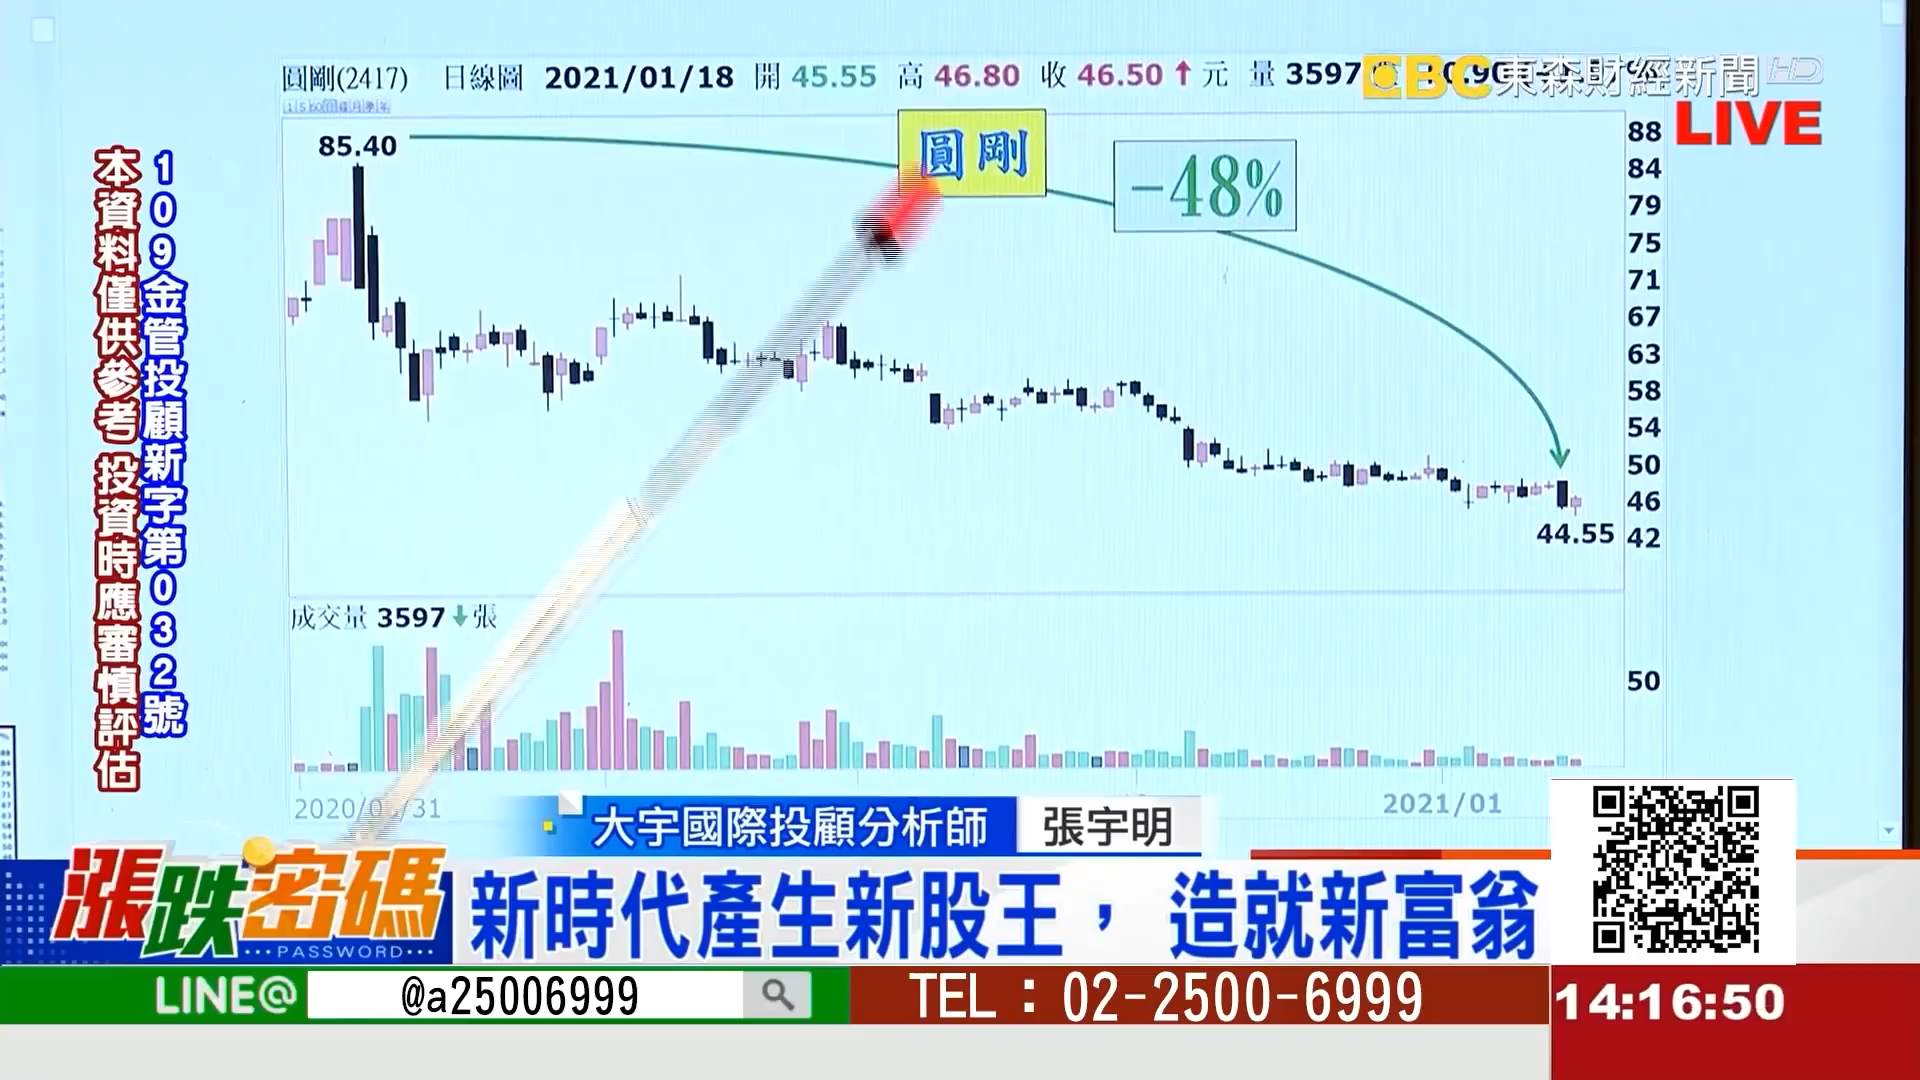 圓剛(2417) 日線圖 2021/01/18 開 45.55 高 46.80 收 46.50↑元 量 3597
EBC東森財經新聞HD
LIVE
85.40
圓剛
-48%
88
84
79
75
71
67
63
58
54
50
46
42
44.55
成交量 3597↓張
50
2021/01
109金管投顧新字第032號
本資料僅供參考 投資時應審慎評估
大宇國際投顧分析師 張宇明
漲跌密碼
PASSWORD
新時代產生新股王， 造就新富翁
LINE@ @a25006999 TEL：02-2500-6999
14:16:50